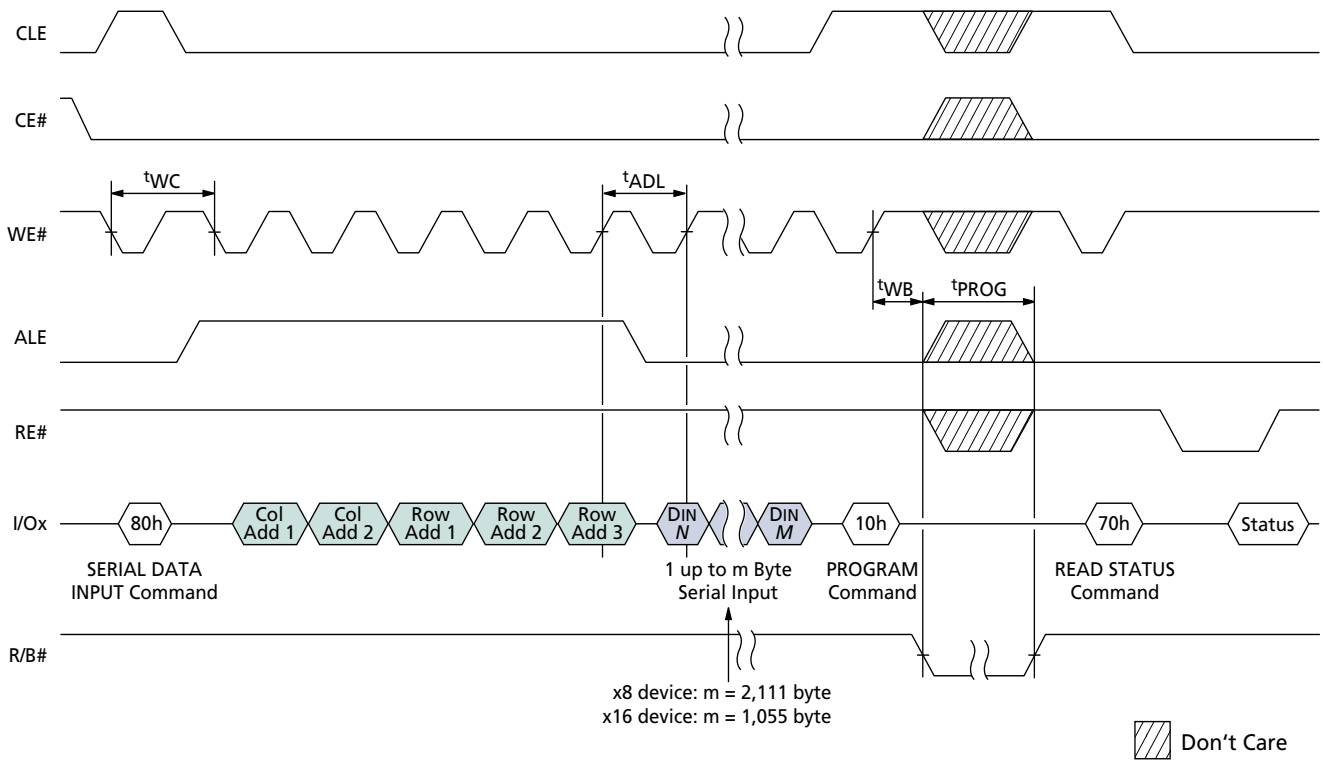 CLE
CE#
tWC
tADL
WE#
tWB
tPROG
ALE
RE#
I/Ox
80h
Col
Add 1
Col
Add 2
Row
Add 1
Row
Add 2
Row
Add 3
DIN
N
DIN
M
10h
70h
Status
SERIAL DATA
INPUT Command
1 up to m Byte
Serial Input
PROGRAM
Command
READ STATUS
Command
R/B#
x8 device: m = 2,111 byte
x16 device: m = 1,055 byte
Don't Care